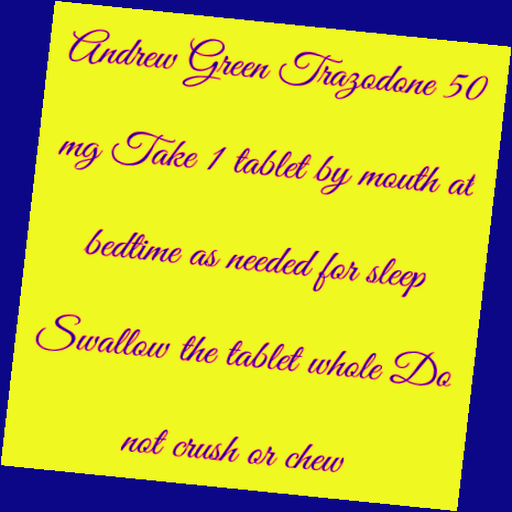 Andrew Green Trazodone 50
mg Take 1 tablet by mouth at
bedtime as needed for sleep
Swallow the tablet whole Do
not crush or chew